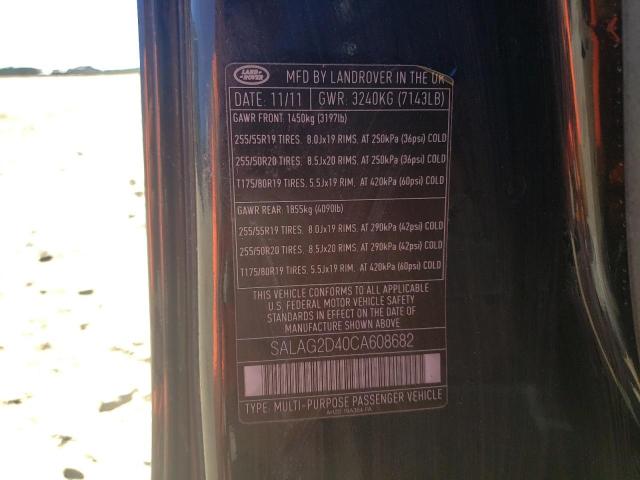 LAND
ROVER
MFD BY LANDROVER IN THE UK
DATE: 11/11 GWR: 3240KG (7143LB)
GAWR FRONT: 1450kg (3197lb)
255/55R19 TIRES. 8.0Jx19 RIMS. AT 250kPa (36psi) COLD
255/50R20 TIRES. 8.5Jx20 RIMS. AT 250kPa (36psi) COLD
T175/80R19 TIRES. 5.5Jx19 RIM, AT 420kPa (60psi) COLD
GAWR REAR: 1855kg (4090lb)
255/55R19 TIRES. 8.0Jx19 RIMS. AT 290kPa (42psi) COLD
255/50R20 TIRES. 8.5Jx20 RIMS. AT 290kPa (42psi) COLD
T175/80R19 TIRES. 5.5Jx19 RIM, AT 420kPa (60psi) COLD
THIS VEHICLE CONFORMS TO ALL APPLICABLE
U.S. FEDERAL MOTOR VEHICLE SAFETY
STANDARDS IN EFFECT ON THE DATE OF
MANUFACTURE SHOWN ABOVE
SALAG2D40CA608682
TYPE: MULTI-PURPOSE PASSENGER VEHICLE